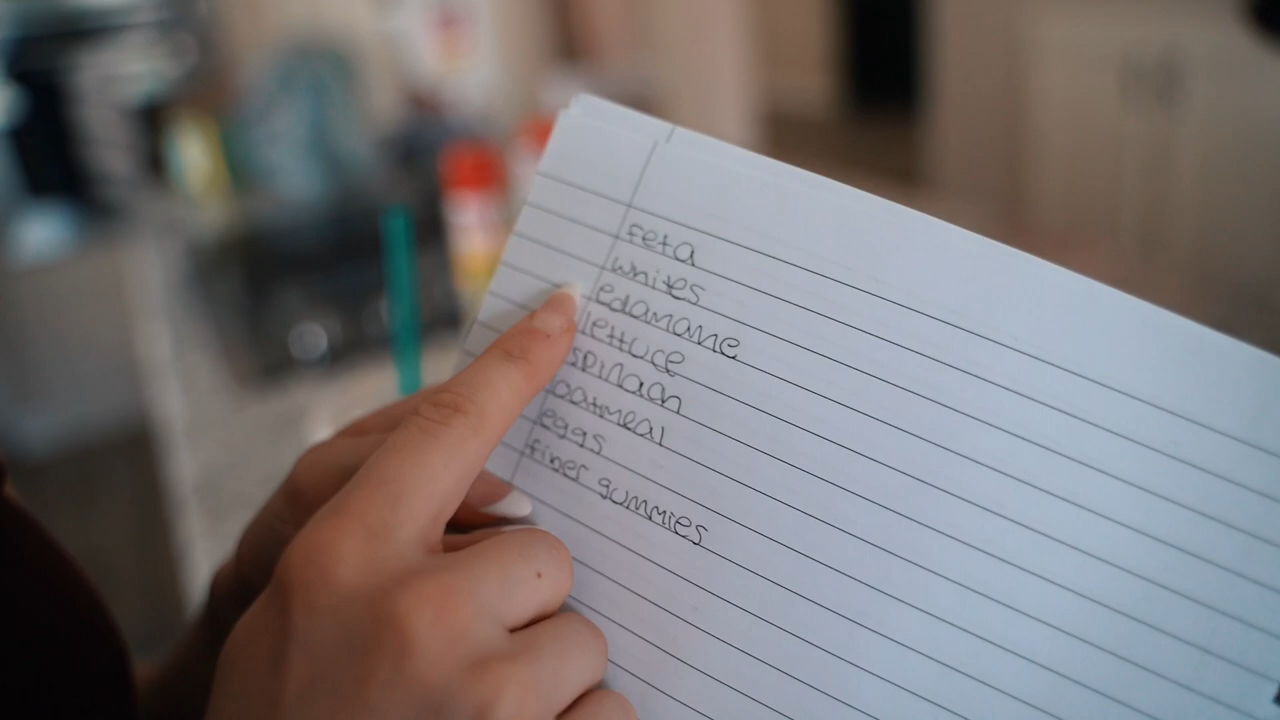 feta
whites
edamame
lettuce
spinach
oatmeal
eggs
fiber gummies